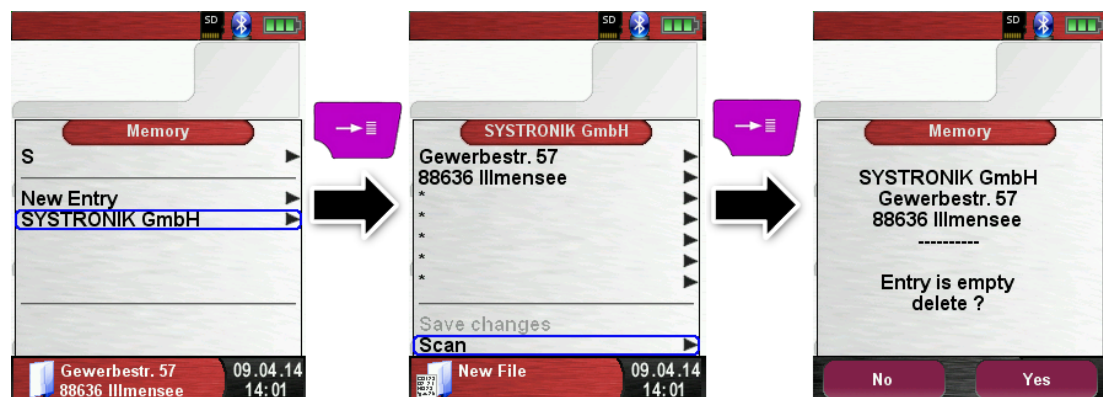 SD
Memory
S
New Entry
SYSTRONIK GmbH
Gewerbestr. 57
88636 Illmensee
09.04.14
14:01
SD
SYSTRONIK GmbH
Gewerbestr. 57
88636 Illmensee
*
*
*
*
*
Save changes
Scan
New File
09.04.14
14:01
SD
Memory
SYSTRONIK GmbH
Gewerbestr. 57
88636 Illmensee
----------
Entry is empty
delete ?
No
Yes